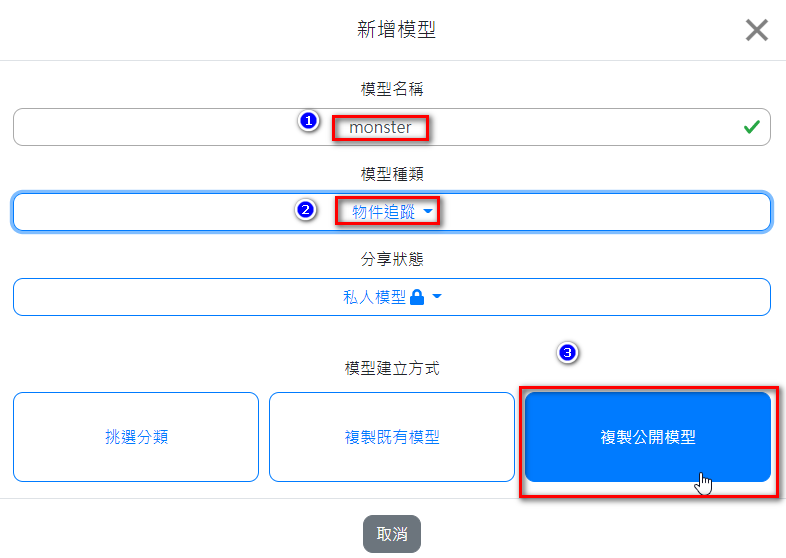 新增模型
模型名稱
1
monster
模型種類
2
物件追蹤
分享狀態
私人模型
3
模型建立方式
挑選分類
複製既有模型
複製公開模型
取消